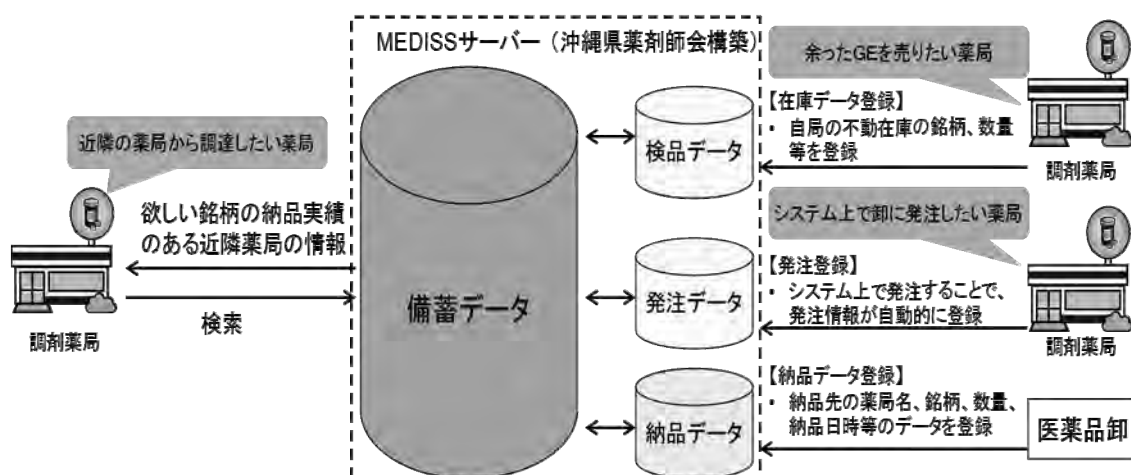 MEDISSサーバー（沖縄県薬剤師会構築）
近隣の薬局から調達したい薬局
欲しい銘柄の納品実績
のある近隣薬局の情報
検索
調剤薬局
備蓄データ
検品データ
発注データ
納品データ
余ったGEを売りたい薬局
【在庫データ登録】
・ 自局の不動在庫の銘柄、数量
等を登録
調剤薬局
システム上で卸に発注したい薬局
【発注登録】
・ システム上で発注することで、
発注情報が自動的に登録
調剤薬局
【納品データ登録】
・ 納品先の薬局名、銘柄、数量、
納品日時等のデータを登録
医薬品卸